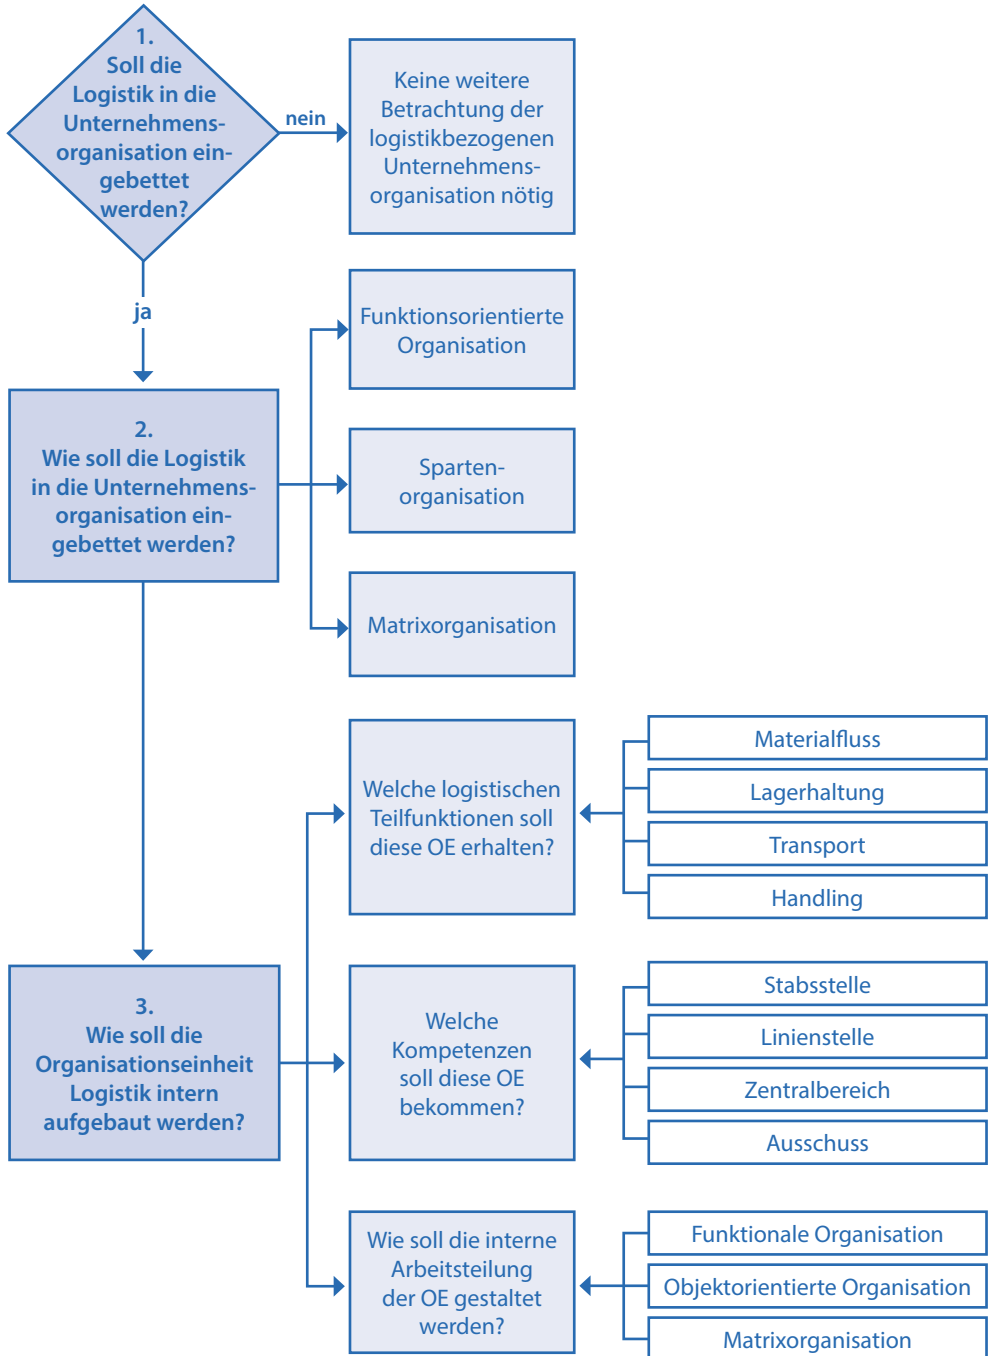 1.
Soll die
Logistik in die
Unternehmens-
organisation ein-
gebettet
werden?
nein
Keine weitere
Betrachtung der
logistikbezogenen
Unternehmens-
organisation nötig
ja
2.
Wie soll die Logistik
in die Unternehmens-
organisation ein-
gebettet werden?
Funktionsorientierte
Organisation
Sparten-
organisation
Matrixorganisation
3.
Wie soll die
Organisationseinheit
Logistik intern
aufgebaut werden?
Welche logistischen
Teilfunktionen soll
diese OE erhalten?
Materialfluss
Lagerhaltung
Transport
Handling
Welche
Kompetenzen
soll diese OE
bekommen?
Stabsstelle
Linienstelle
Zentralbereich
Ausschuss
Wie soll die interne
Arbeitsteilung
der OE gestaltet
werden?
Funktionale Organisation
Objektorientierte Organisation
Matrixorganisation